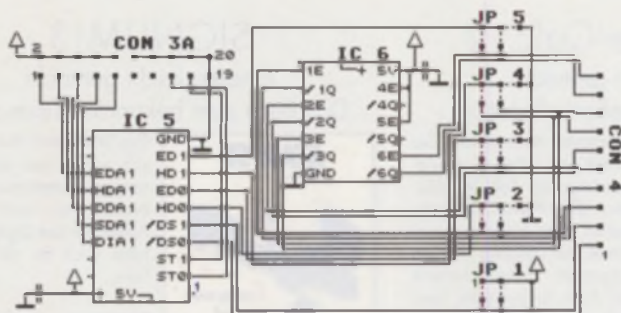 JP 5
2 CON 3A 20
1 19
IC 6
1E 5V
/1Q 4E
2E /4Q
/2Q 5E
3E /5Q
/3Q 6E
GND /6Q
JP 4
JP 3
JP 2
JP 1
1
CON 4
1
IC 5
GND
ED1
EDA1 HD1
HDA1 ED0
DDA1 HD0
SDA1 /DS1
DIA1 /DS0
ST1
ST0
5V 1